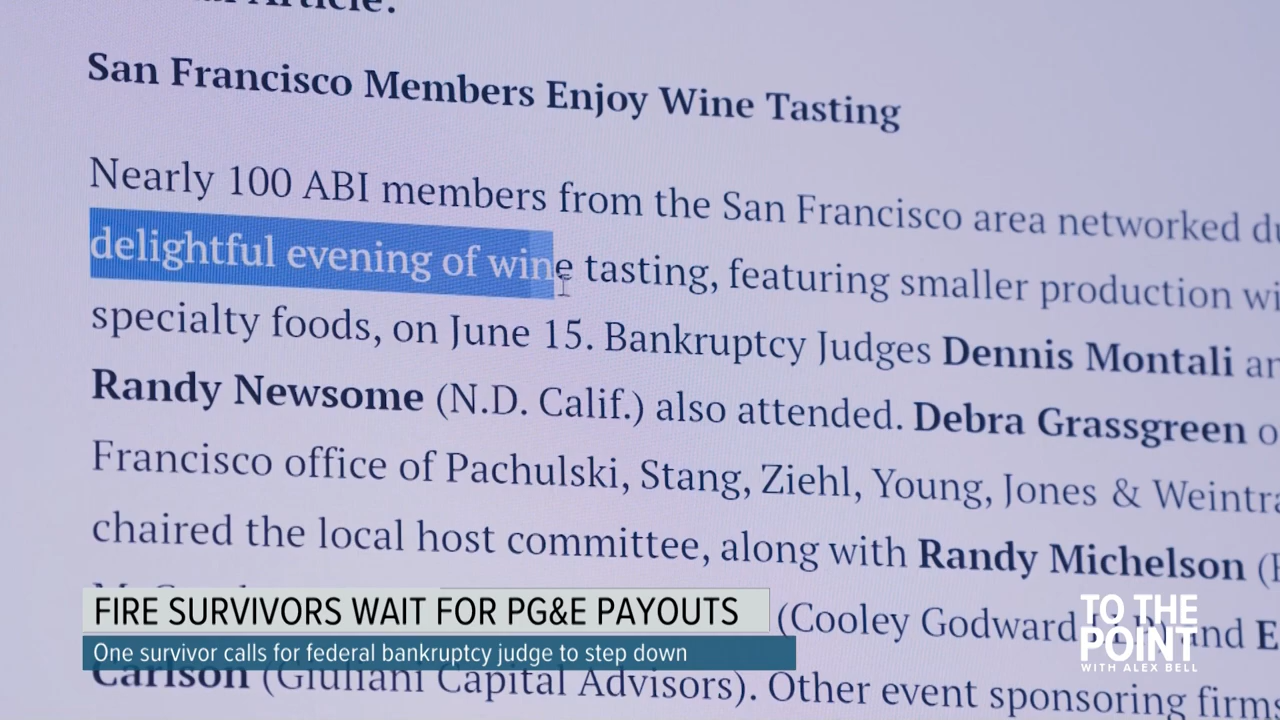 Article:
San Francisco Members Enjoy Wine Tasting
Nearly 100 ABI members from the San Francisco area networked
delightful evening of wine tasting, featuring smaller production
specialty foods, on June 15. Bankruptcy Judges Dennis Montali
Randy Newsome (N.D. Calif.) also attended. Debra Grassgreen
Francisco office of Pachulski, Stang, Ziehl, Young, Jones &
chaired the local host committee, along with Randy Michelson
(Cooley Godward and
Carlson (Giuliani Capital Advisors). Other event sponsoring firms
FIRE SURVIVORS WAIT FOR PG&E PAYOUTS
One survivor calls for federal bankruptcy judge to step down
TO THE
POINT
WITH ALEX BELL